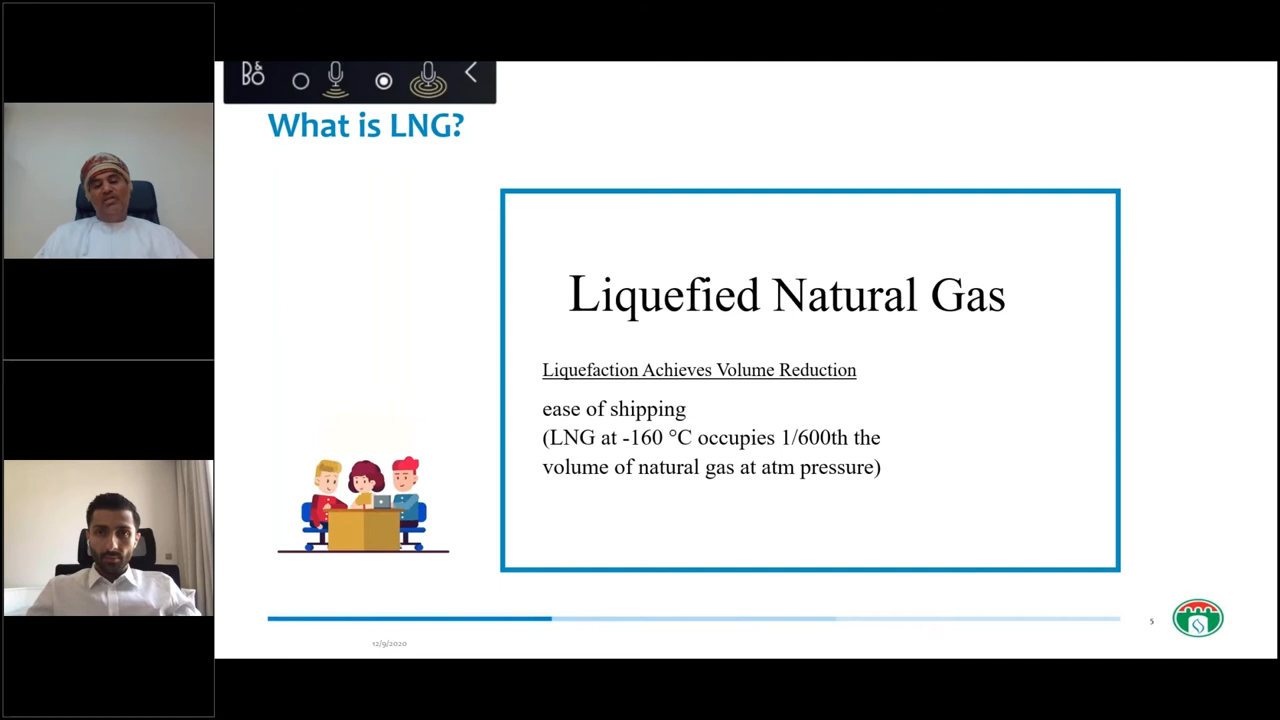 B&O
What is LNG?
Liquefied Natural Gas
Liquefaction Achieves Volume Reduction
ease of shipping
(LNG at -160 °C occupies 1/600th the
volume of natural gas at atm pressure)
5
12/9/2020